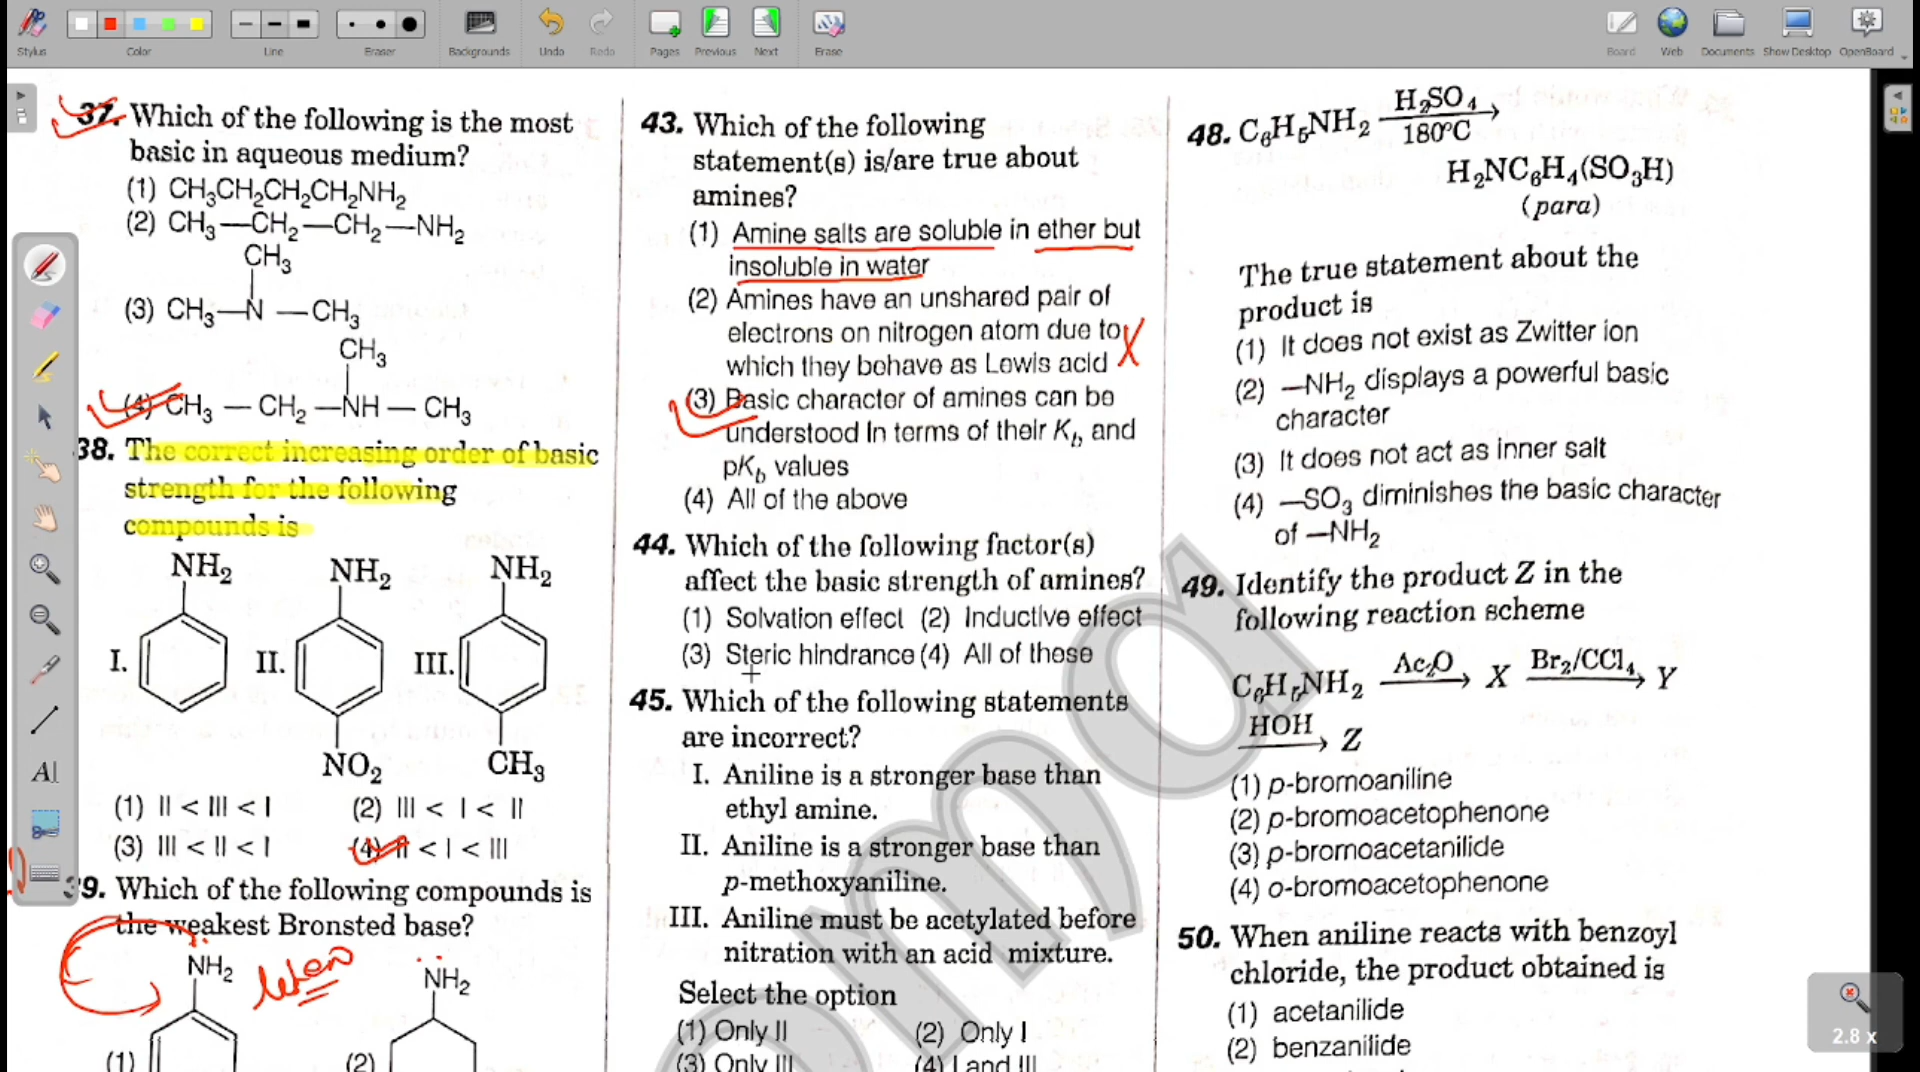 Stylus Color Line Eraser Backgrounds Undo Redo Pages Previous Next Erase Board Web Documents Show Desktop OpenBoard
37. Which of the following is the most
basic in aqueous medium?
(1) CH₃CH₂CH₂CH₂NH₂
(2) CH₃—CH₂—CH₂—NH₂
CH₃
(3) CH₃—N—CH₃
CH₃
(4) CH₃—CH₂—NH—CH₃
38. The correct increasing order of basic
strength for the following
compounds is
NH₂ NH₂ NH₂
I. II. III.
NO₂ CH₃
(1) II < III < I (2) III < I < II
(3) III < II < I (4) II < I < III
39. Which of the following compounds is
the weakest Bronsted base?
NH₂ NH₂
(1) (2)
43. Which of the following
statement(s) is/are true about
amines?
(1) Amine salts are soluble in ether but
insoluble in water
(2) Amines have an unshared pair of
electrons on nitrogen atom due to
which they behave as Lewis acid
(3) Basic character of amines can be
understood In terms of their K_b and
pK_b values
(4) All of the above
44. Which of the following factor(s)
affect the basic strength of amines?
(1) Solvation effect (2) Inductive effect
(3) Steric hindrance (4) All of these
45. Which of the following statements
are incorrect?
I. Aniline is a stronger base than
ethyl amine.
II. Aniline is a stronger base than
p-methoxyaniline.
III. Aniline must be acetylated before
nitration with an acid mixture.
Select the option
(1) Only II (2) Only I
(3) Only III (4) I and III
48. C₆H₅NH₂ H₂SO₄ 180°C →
H₂NC₆H₄(SO₃H)
(para)
The true statement about the
product is
(1) It does not exist as Zwitter ion
(2) —NH₂ displays a powerful basic
character
(3) It does not act as inner salt
(4) —SO₃ diminishes the basic character
of —NH₂
49. Identify the product Z in the
following reaction scheme
C₆H₅NH₂ Ac₂O → X Br₂/CCl₄ → Y
HOH → Z
(1) p-bromoaniline
(2) p-bromoacetophenone
(3) p-bromoacetanilide
(4) o-bromoacetophenone
50. When aniline reacts with benzoyl
chloride, the product obtained is
(1) acetanilide
(2) benzanilide
2.8 x